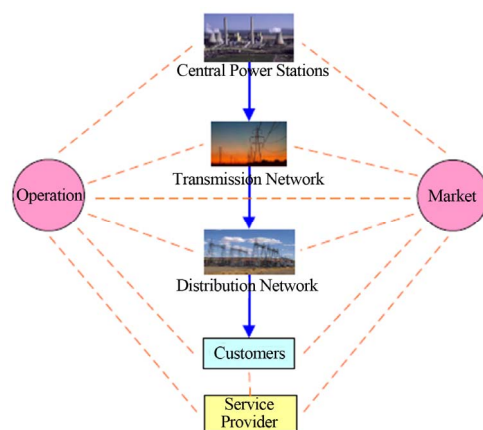 Central Power Stations
Transmission Network
Operation
Market
Distribution Network
Customers
Service
Provider